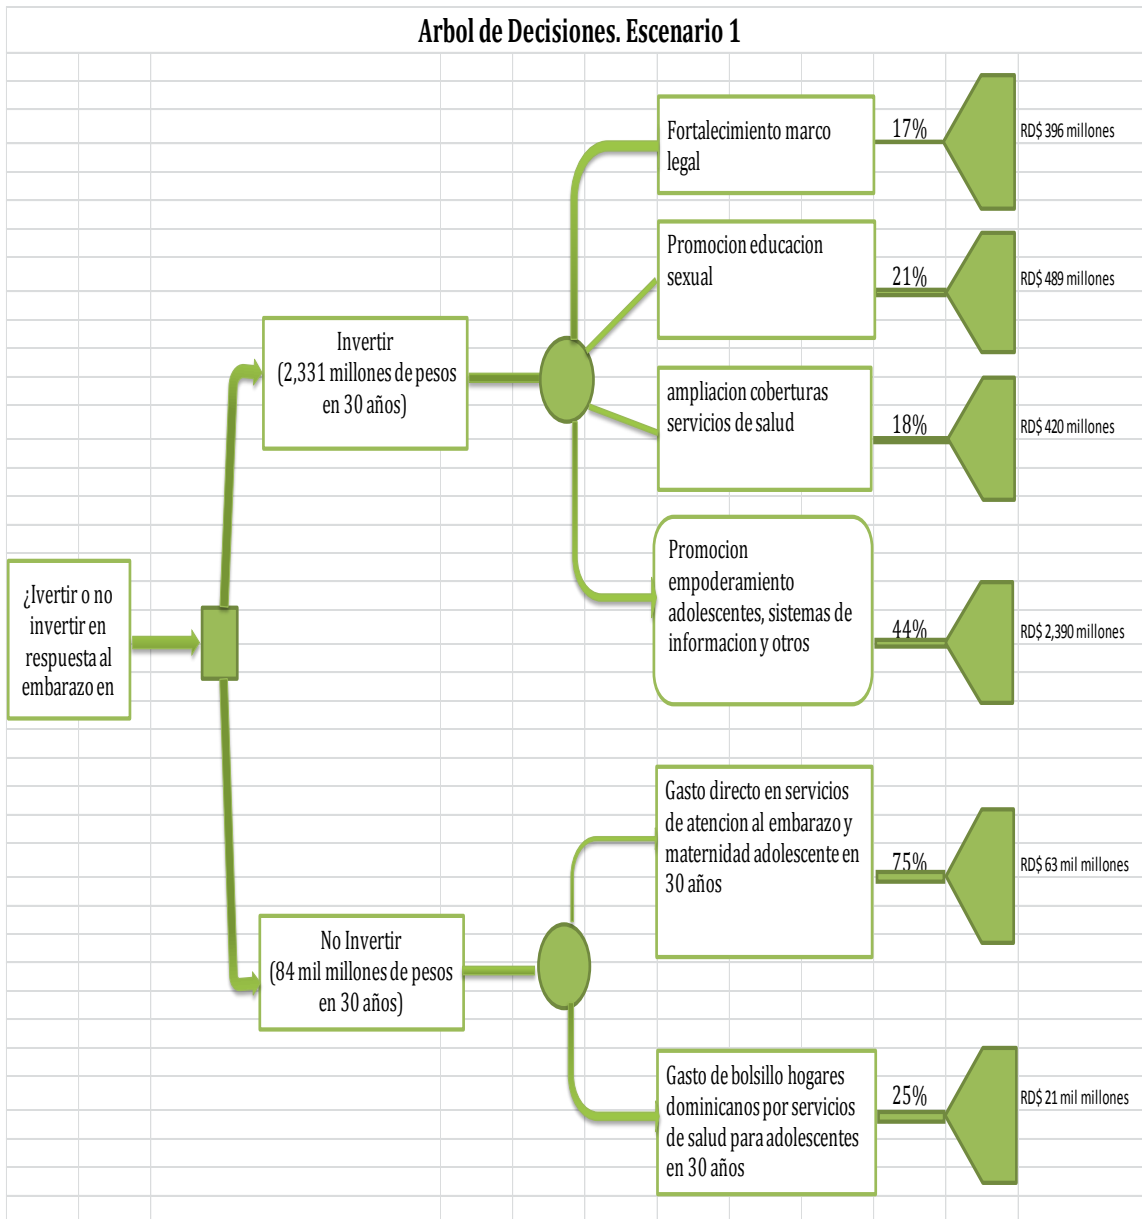 Arbol de Decisiones. Escenario 1
Fortalecimiento marco
legal
17%
RD$ 396 millones
Promocion educacion
sexual
21%
RD$ 489 millones
Invertir
(2,331 millones de pesos
en 30 años)
ampliacion coberturas
servicios de salud
18%
RD$ 420 millones
Promocion
empoderamiento
adolescentes, sistemas de
informacion y otros
44%
RD$ 2,390 millones
¿Ivertir o no
invertir en
respuesta al
embarazo en
Gasto directo en servicios
de atencion al embarazo y
maternidad adolescente en
30 años
75%
RD$ 63 mil millones
No Invertir
(84 mil millones de pesos
en 30 años)
Gasto de bolsillo hogares
dominicanos por servicios
de salud para adolescentes
en 30 años
25%
RD$ 21 mil millones